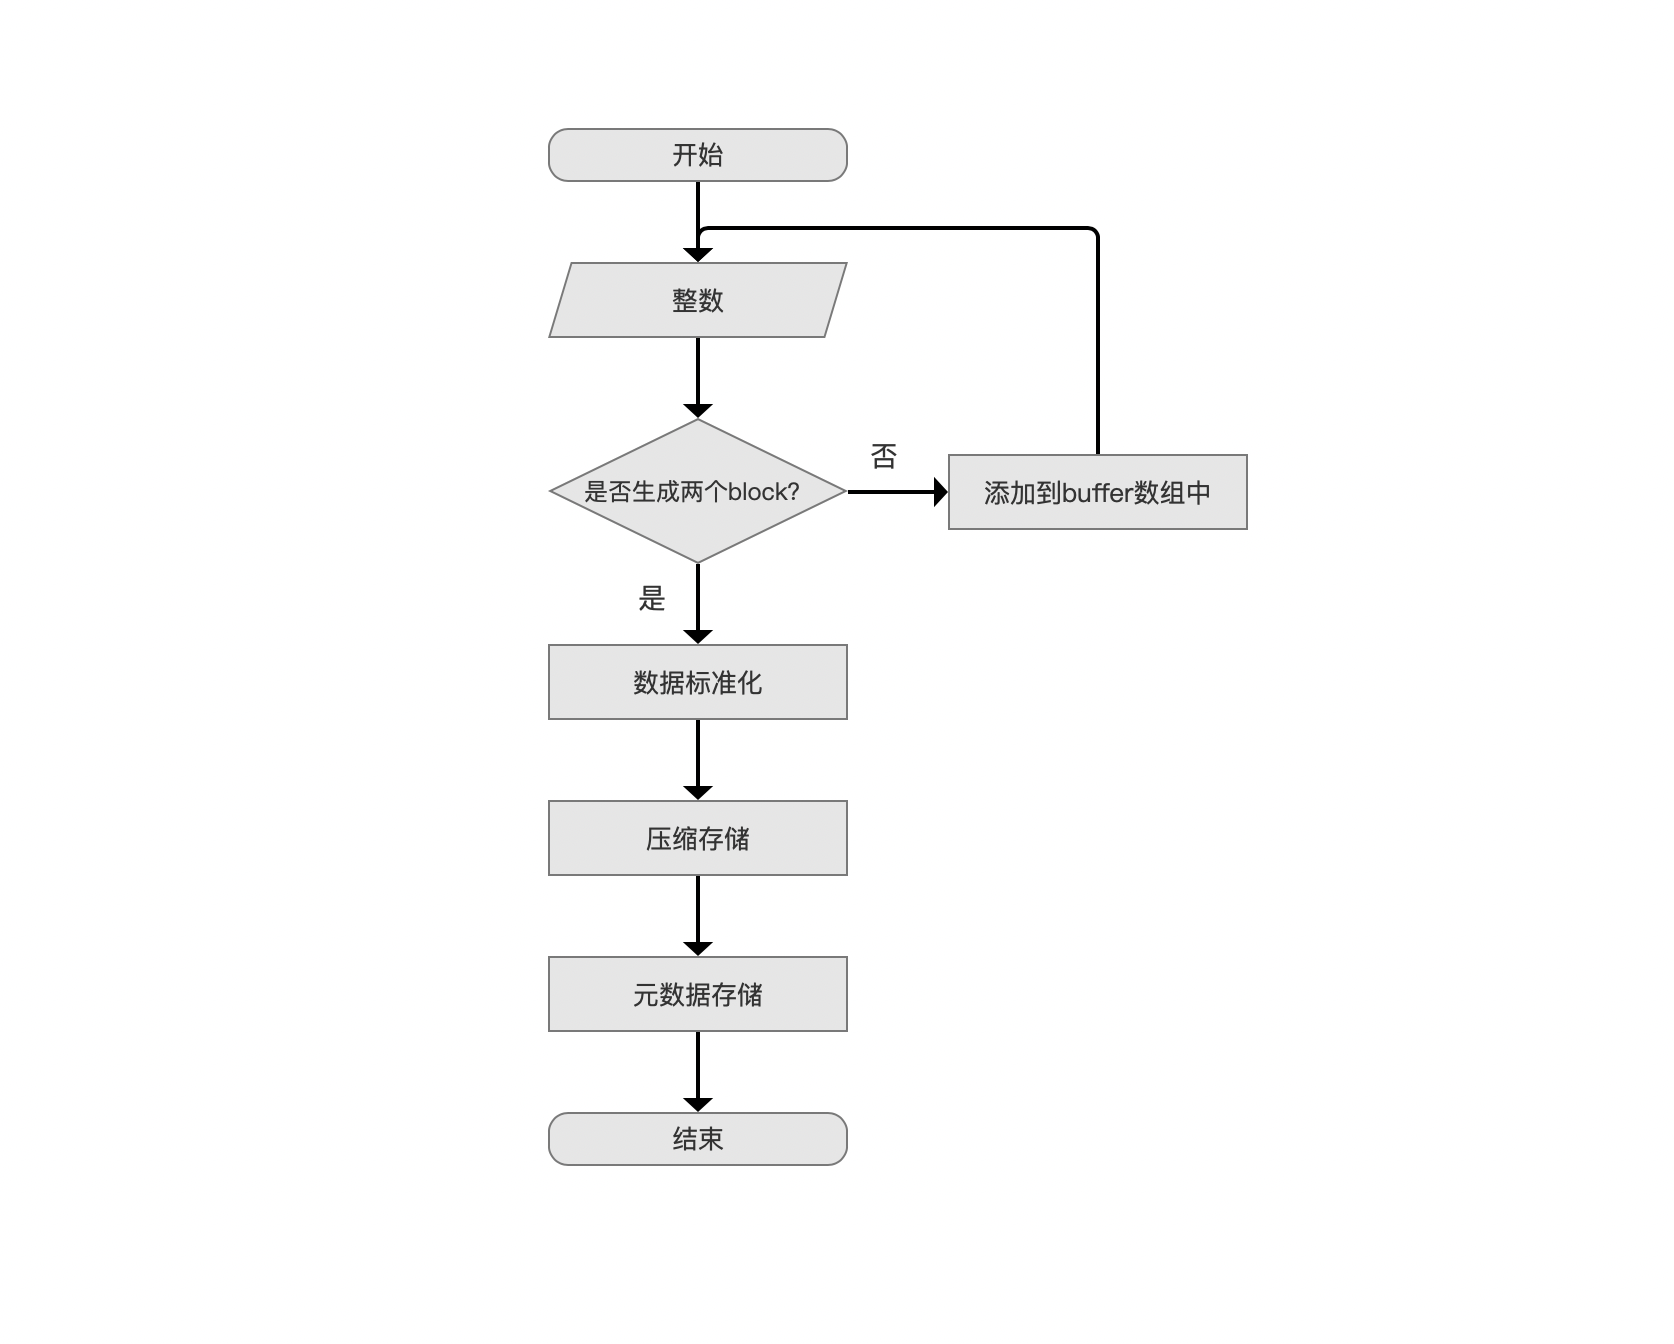 开始
整数
是否生成两个block?
否
添加到buffer数组中
是
数据标准化
压缩存储
元数据存储
结束